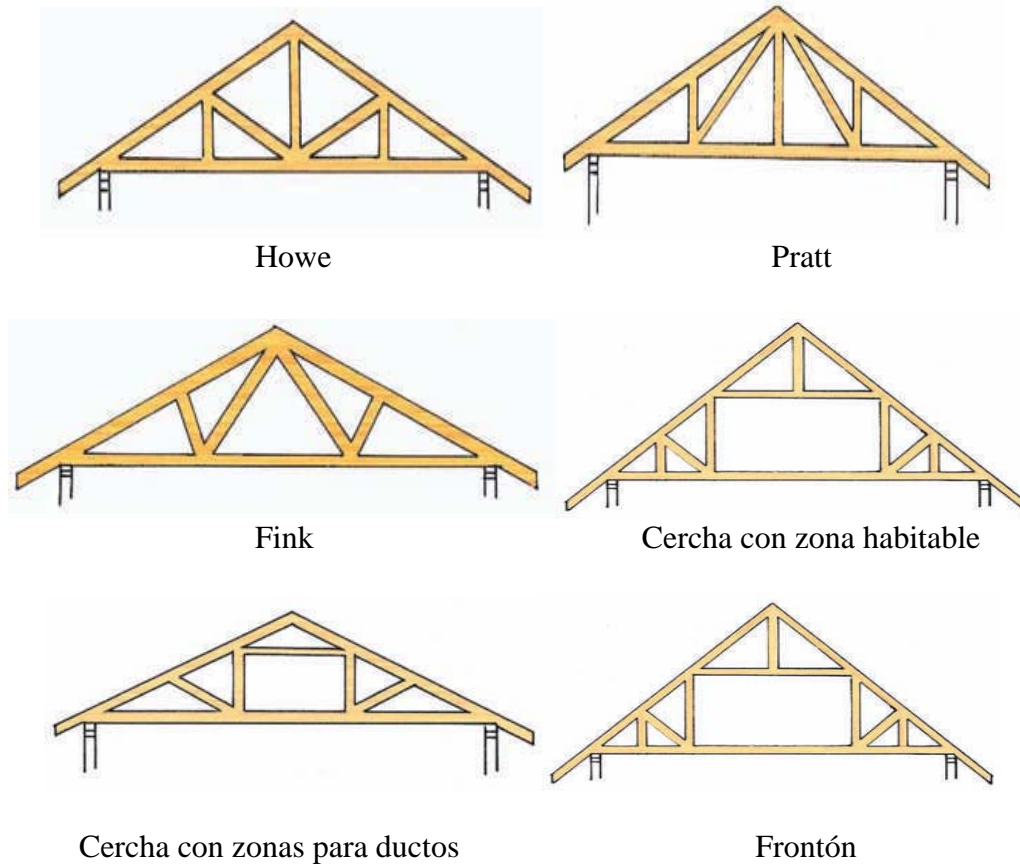 Howe
Pratt
Fink
Cercha con zona habitable
Cercha con zonas para ductos
Frontón